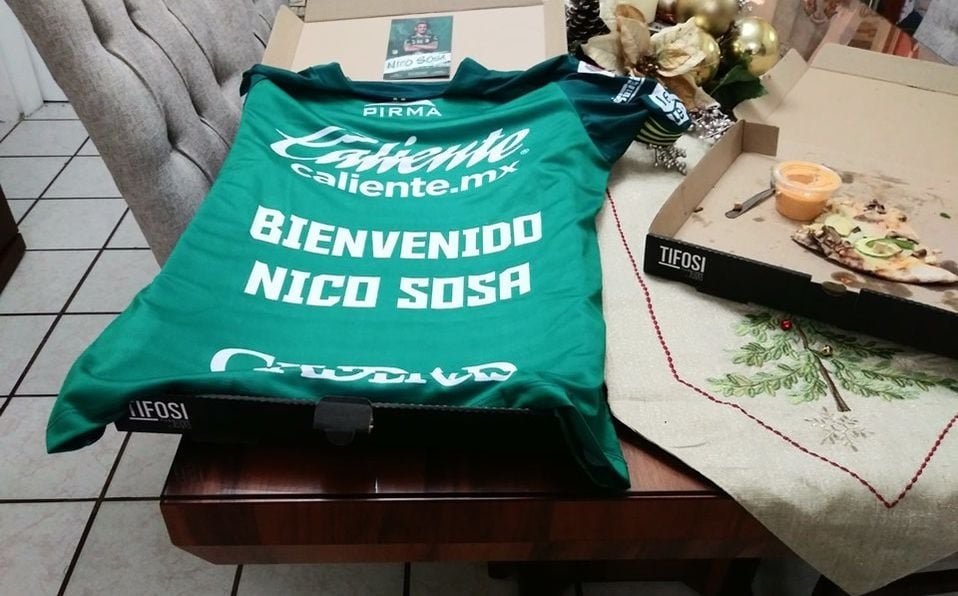 NICO SOSA
PIRMA
Caliente
caliente.mx
BIENVENIDO
NICO SOSA
TIFOSI
TIFOSI